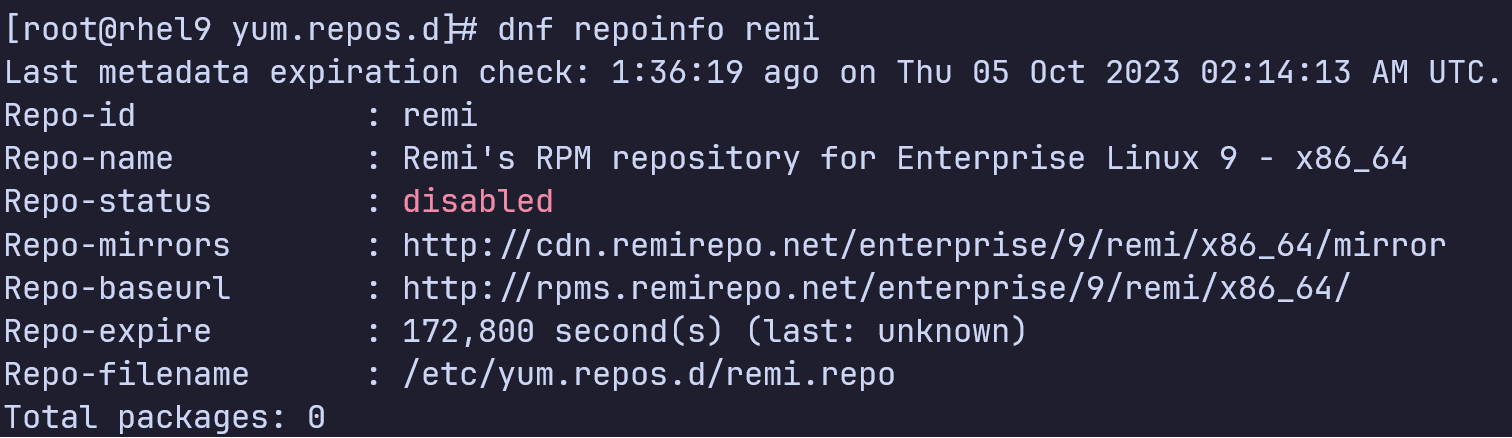 [root@rhel9 yum.repos.d]# dnf repoinfo remi
Last metadata expiration check: 1:36:19 ago on Thu 05 Oct 2023 02:14:13 AM UTC.
Repo-id            : remi
Repo-name          : Remi's RPM repository for Enterprise Linux 9 - x86_64
Repo-status        : disabled
Repo-mirrors       : http://cdn.remirepo.net/enterprise/9/remi/x86_64/mirror
Repo-baseurl       : http://rpms.remirepo.net/enterprise/9/remi/x86_64/
Repo-expire        : 172,800 second(s) (last: unknown)
Repo-filename      : /etc/yum.repos.d/remi.repo
Total packages: 0